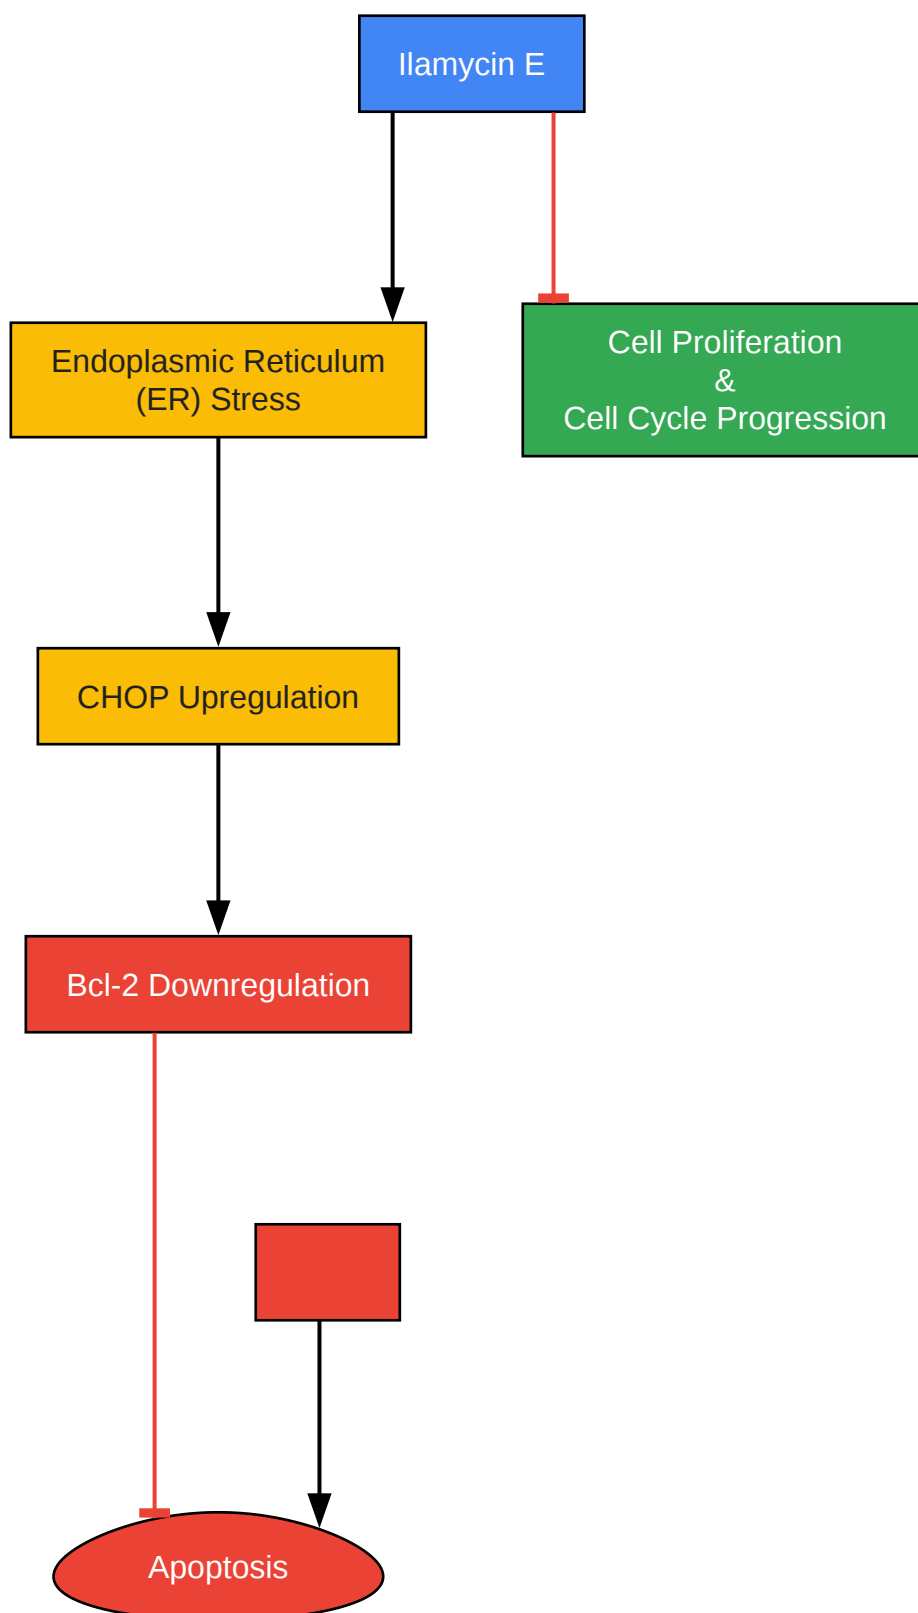 Ilamycin E
Endoplasmic Reticulum
(ER) Stress
Cell Proliferation
&
Cell Cycle Progression
CHOP Upregulation
Bcl-2 Downregulation
Apoptosis